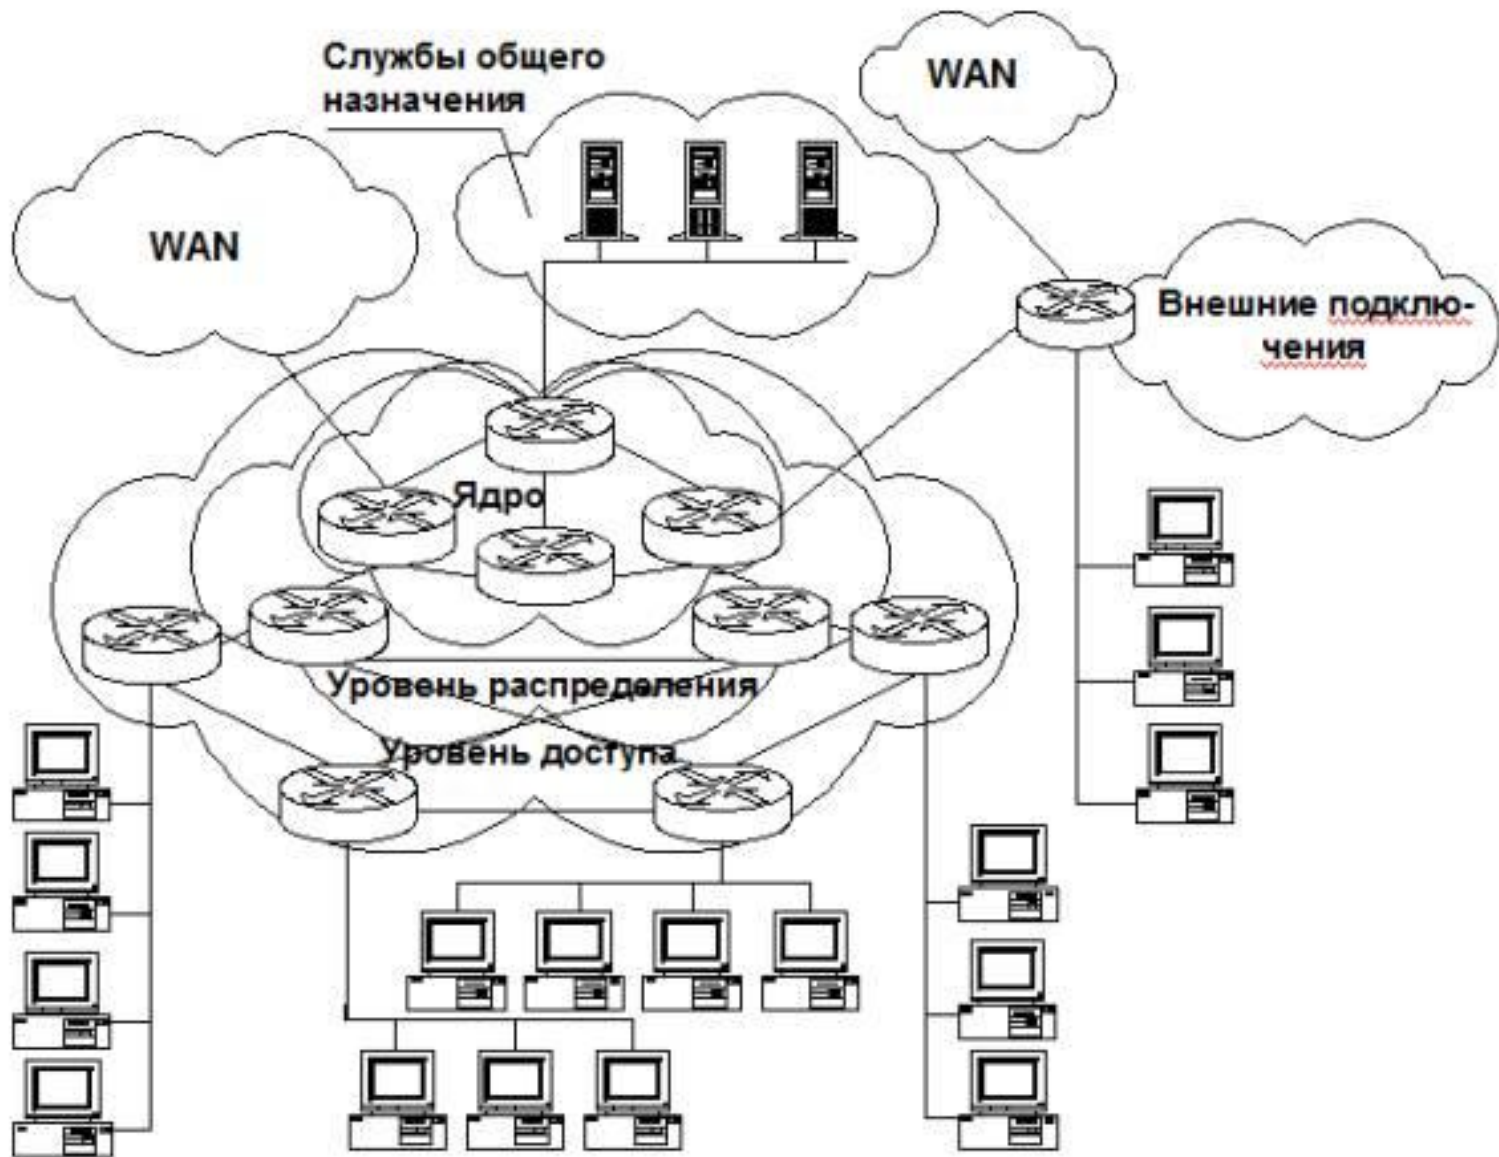 Службы общего
назначения
WAN
WAN
Внешние подклю-
чения
Ядро
Уровень распределения
Уровень доступа